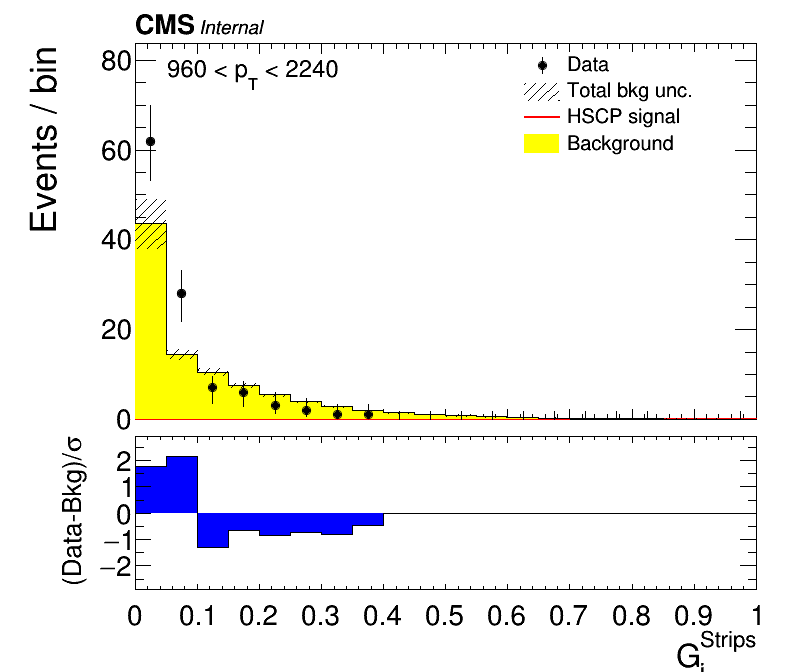 CMS Internal
960 < p_T < 2240
Data
Total bkg unc.
HSCP signal
Background
Events / bin
80
60
40
20
0
(Data-Bkg)/σ
2
1
0
−1
−2
0 0.1 0.2 0.3 0.4 0.5 0.6 0.7 0.8 0.9 1
G_i^Strips